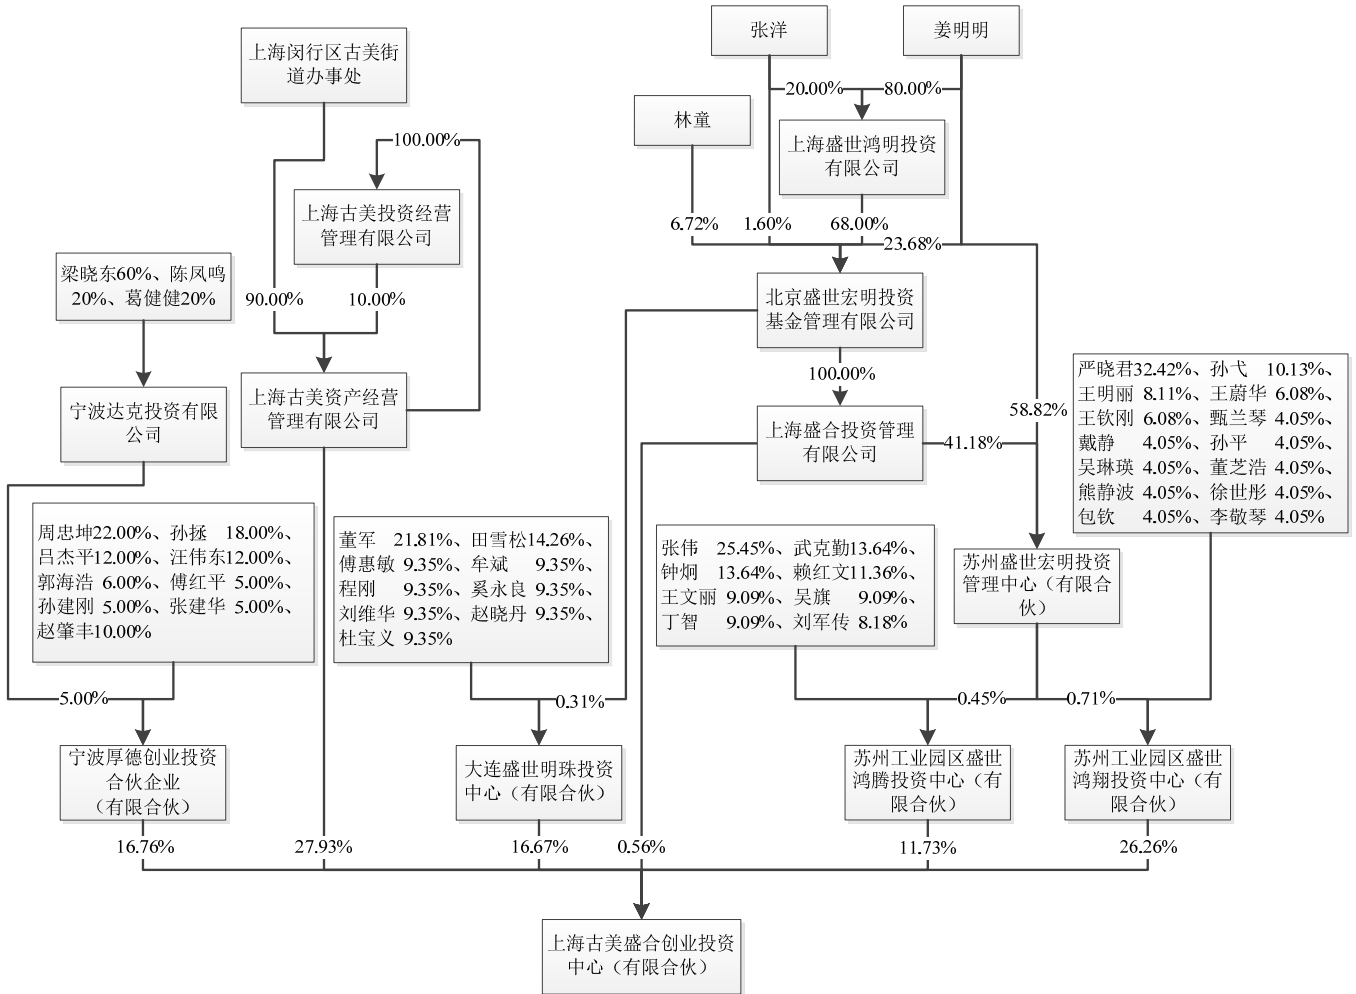 张洋
姜明明
上海闵行区古美街
道办事处
20.00%
80.00%
林童
100.00%
上海盛世鸿明投资
有限公司
上海古美投资经营
管理有限公司
6.72%
1.60%
68.00%
23.68%
梁晓东60%、陈凤鸣
20%、葛健健20%
90.00%
10.00%
北京盛世宏明投资
基金管理有限公司
100.00%
宁波达克投资有限
公司
上海古美资产经营
管理有限公司
上海盛合投资管理
有限公司
41.18%
58.82%
严晓君32.42%、孙弋 10.13%、
王明丽 8.11%、王蔚华 6.08%、
王钦刚 6.08%、甄兰琴 4.05%、
戴静 4.05%、孙平 4.05%、
吴琳瑛 4.05%、董芝浩 4.05%、
熊静波 4.05%、徐世彤 4.05%、
包钦 4.05%、李敬琴 4.05%
周忠坤22.00%、孙拯 18.00%、
吕杰平12.00%、汪伟东12.00%、
郭海浩 6.00%、傅红平 5.00%、
孙建刚 5.00%、张建华 5.00%、
赵肇丰10.00%
董军 21.81%、田雪松14.26%、
傅惠敏 9.35%、牟斌 9.35%、
程刚 9.35%、奚永良 9.35%、
刘维华 9.35%、赵晓丹 9.35%、
杜宝义 9.35%
张伟 25.45%、武克勤13.64%、
钟炯 13.64%、赖红文11.36%、
王文丽 9.09%、吴旗 9.09%、
丁智 9.09%、刘军传 8.18%
苏州盛世宏明投资
管理中心（有限合
伙）
5.00%
0.31%
0.45%
0.71%
宁波厚德创业投资
合伙企业
（有限合伙）
大连盛世明珠投资
中心（有限合伙）
苏州工业园区盛世
鸿腾投资中心（有
限合伙）
苏州工业园区盛世
鸿翔投资中心（有
限合伙）
16.76%
27.93%
16.67%
0.56%
11.73%
26.26%
上海古美盛合创业投资
中心（有限合伙）